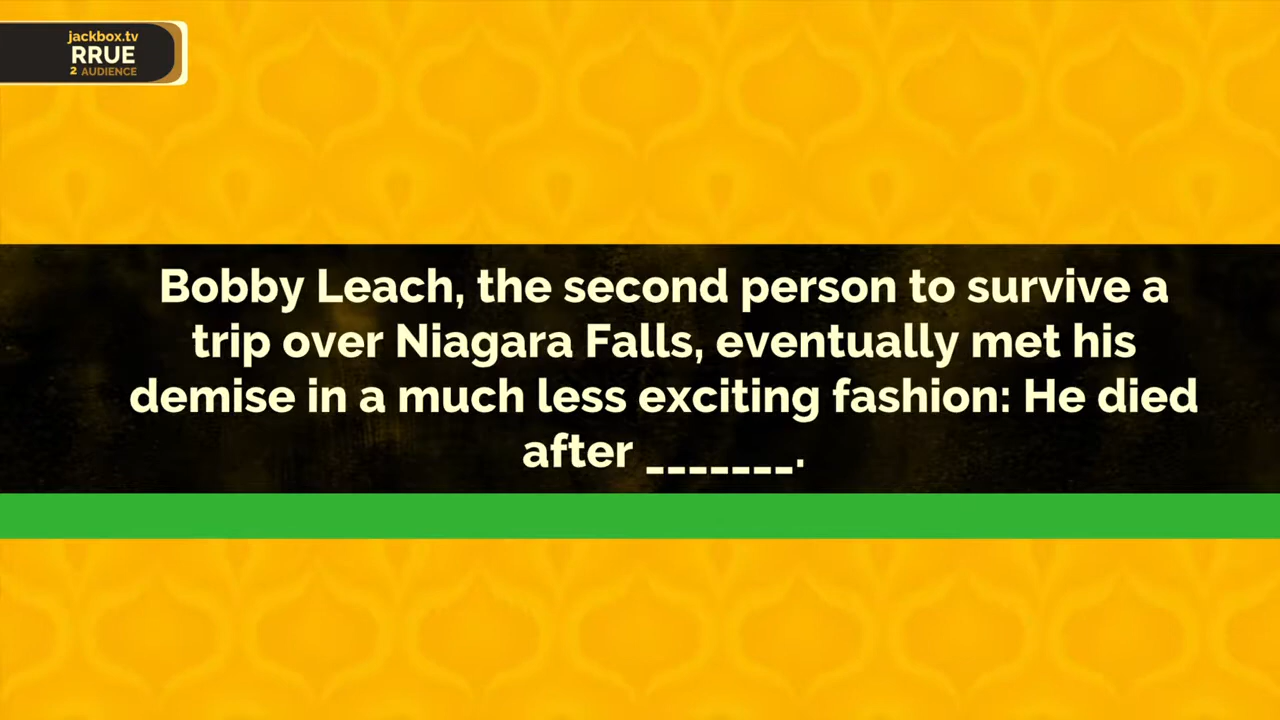 jackbox.tv
RRUE
2 AUDIENCE
Bobby Leach, the second person to survive a
trip over Niagara Falls, eventually met his
demise in a much less exciting fashion: He died
after _______.